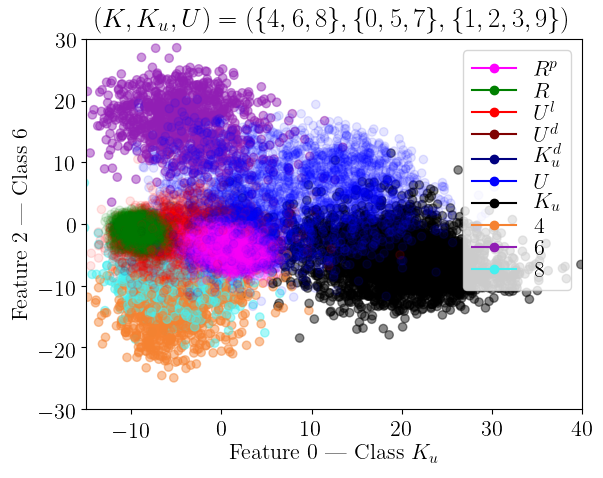 (K, K_u, U) = ({4, 6, 8}, {0, 5, 7}, {1, 2, 3, 9})
30
20
10
0
−10
−20
−30
Feature 2 — Class 6
−10 0 10 20 30 40
Feature 0 — Class K_u
R^p
R
U^l
U^d
K_u^d
U
K_u
4
6
8